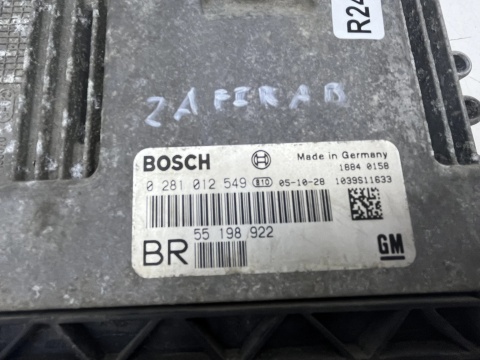 R24
ZAFIRA B
BOSCH
Made in Germany
1884 0158
0 281 012 549 05-10-28 1039S11633
55 198 922
BR
GM